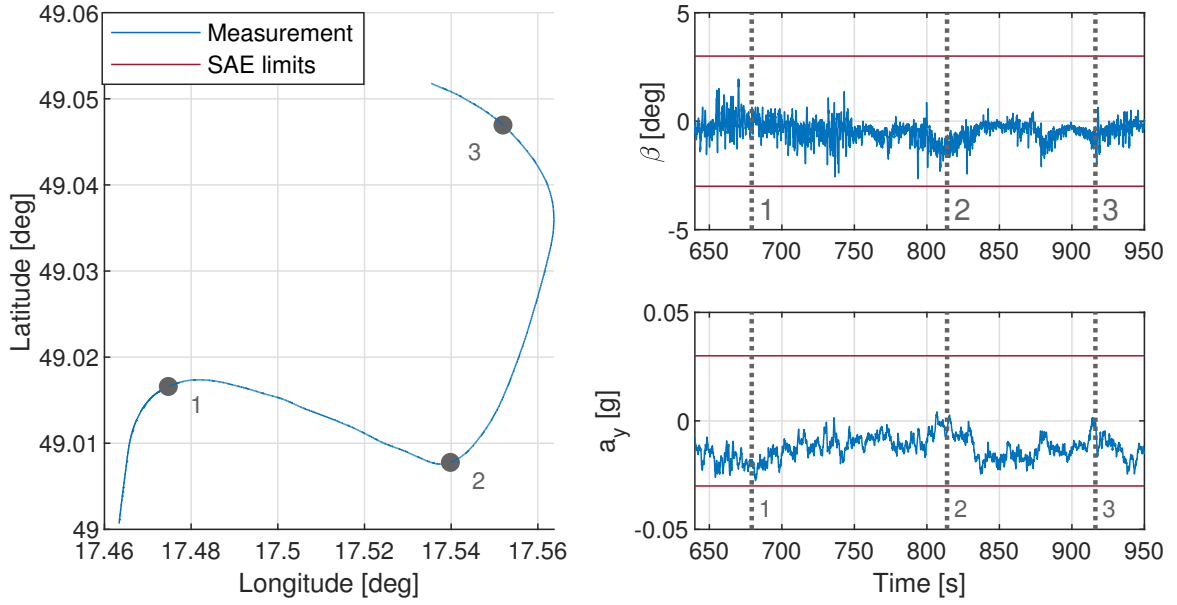 49.06
49.05
49.04
49.03
49.02
49.01
49
Latitude [deg]
Measurement
SAE limits
1
2
3
17.46 17.48 17.5 17.52 17.54 17.56
Longitude [deg]
5
0
-5
β [deg]
1 2 3
650 700 750 800 850 900 950
0.05
0
-0.05
a_y [g]
1 2 3
650 700 750 800 850 900 950
Time [s]